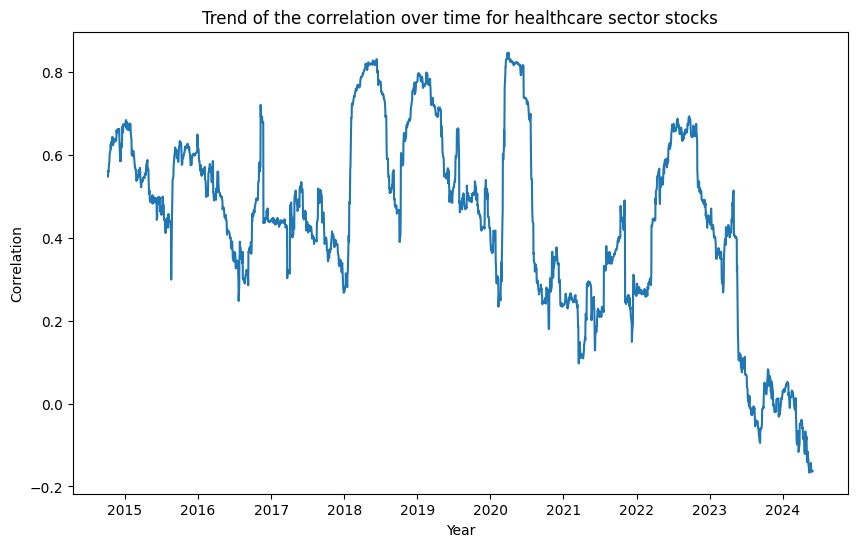 Trend of the correlation over time for healthcare sector stocks
Correlation
0.8
0.6
0.4
0.2
0.0
−0.2
2015 2016 2017 2018 2019 2020 2021 2022 2023 2024
Year